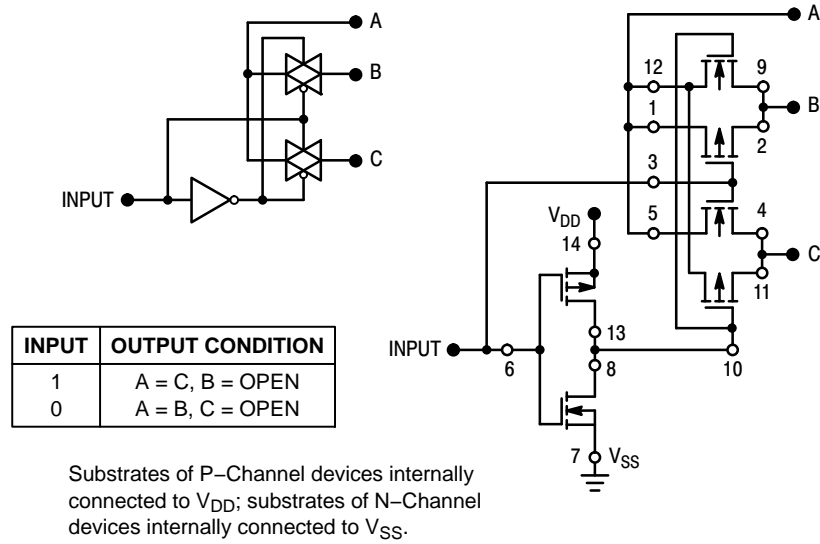 A
B
C
INPUT
INPUT OUTPUT CONDITION
1 A = C, B = OPEN
0 A = B, C = OPEN
A
12 9
B
1
2
3
5 4
C
11
VDD
14
13
INPUT
6
8
10
7 VSS
Substrates of P–Channel devices internally
connected to VDD; substrates of N–Channel
devices internally connected to VSS.